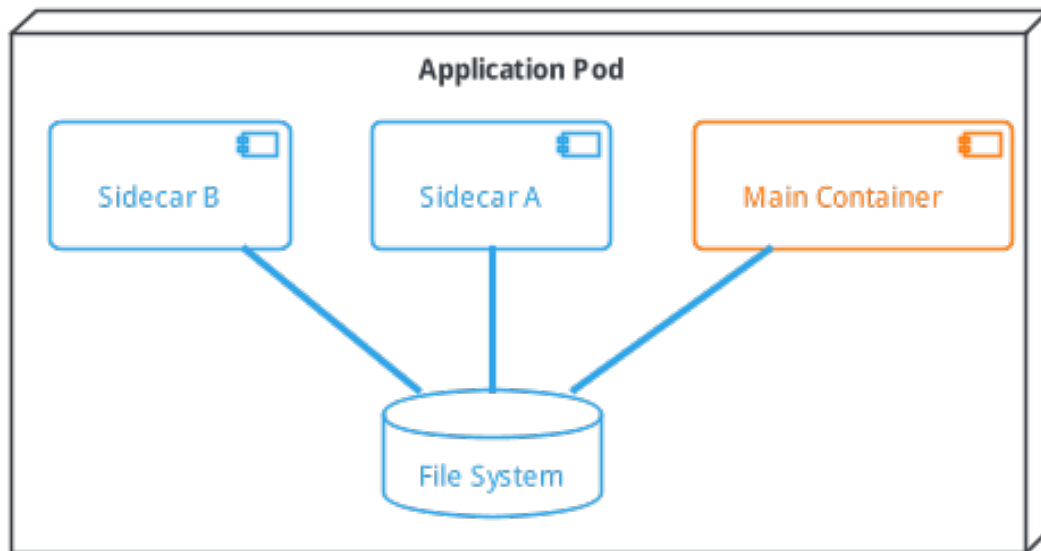 Application Pod
Sidecar B
Sidecar A
Main Container
File System